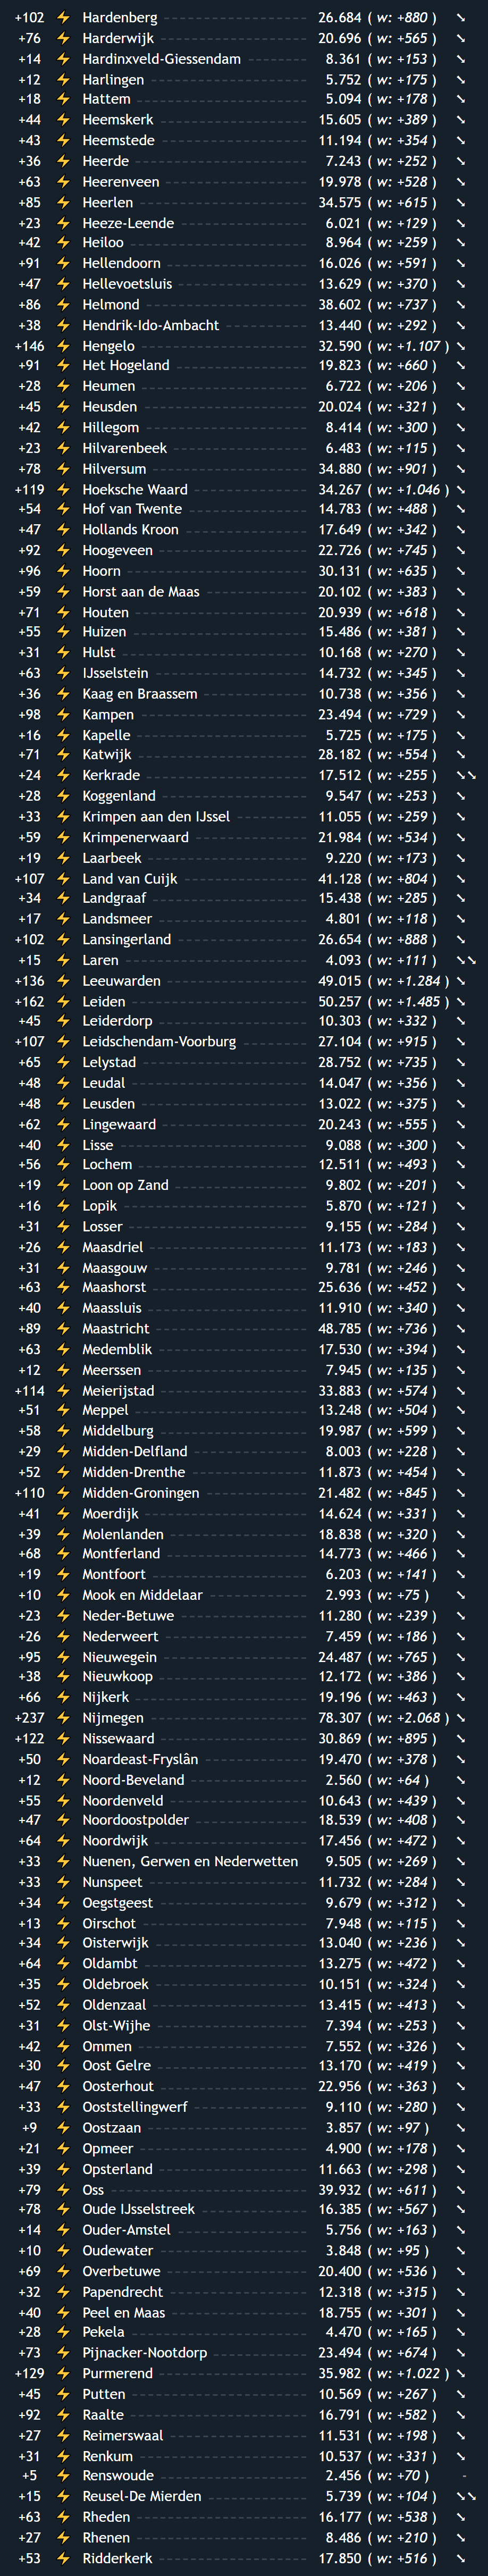 +102 ⚡ Hardenberg 26.684 ( w: +880 ) ↘
+76 ⚡ Harderwijk 20.696 ( w: +565 ) ↘
+14 ⚡ Hardinxveld-Giessendam 8.361 ( w: +153 ) ↘
+12 ⚡ Harlingen 5.752 ( w: +175 ) ↘
+18 ⚡ Hattem 5.094 ( w: +178 ) ↘
+44 ⚡ Heemskerk 15.605 ( w: +389 ) ↘
+43 ⚡ Heemstede 11.194 ( w: +354 ) ↘
+36 ⚡ Heerde 7.243 ( w: +252 ) ↘
+63 ⚡ Heerenveen 19.978 ( w: +528 ) ↘
+85 ⚡ Heerlen 34.575 ( w: +615 ) ↘
+23 ⚡ Heeze-Leende 6.021 ( w: +129 ) ↘
+42 ⚡ Heiloo 8.964 ( w: +259 ) ↘
+91 ⚡ Hellendoorn 16.026 ( w: +591 ) ↘
+47 ⚡ Hellevoetsluis 13.629 ( w: +370 ) ↘
+86 ⚡ Helmond 38.602 ( w: +737 ) ↘
+38 ⚡ Hendrik-Ido-Ambacht 13.440 ( w: +292 ) ↘
+146 ⚡ Hengelo 32.590 ( w: +1.107 ) ↘
+91 ⚡ Het Hogeland 19.823 ( w: +660 ) ↘
+28 ⚡ Heumen 6.722 ( w: +206 ) ↘
+45 ⚡ Heusden 20.024 ( w: +321 ) ↘
+42 ⚡ Hillegom 8.414 ( w: +300 ) ↘
+23 ⚡ Hilvarenbeek 6.483 ( w: +115 ) ↘
+78 ⚡ Hilversum 34.880 ( w: +901 ) ↘
+119 ⚡ Hoeksche Waard 34.267 ( w: +1.046 ) ↘
+54 ⚡ Hof van Twente 14.783 ( w: +488 ) ↘
+47 ⚡ Hollands Kroon 17.649 ( w: +342 ) ↘
+92 ⚡ Hoogeveen 22.726 ( w: +745 ) ↘
+96 ⚡ Hoorn 30.131 ( w: +635 ) ↘
+59 ⚡ Horst aan de Maas 20.102 ( w: +383 ) ↘
+71 ⚡ Houten 20.939 ( w: +618 ) ↘
+55 ⚡ Huizen 15.486 ( w: +381 ) ↘
+31 ⚡ Hulst 10.168 ( w: +270 ) ↘
+63 ⚡ IJsselstein 14.732 ( w: +345 ) ↘
+36 ⚡ Kaag en Braassem 10.738 ( w: +356 ) ↘
+98 ⚡ Kampen 23.494 ( w: +729 ) ↘
+16 ⚡ Kapelle 5.725 ( w: +175 ) ↘
+71 ⚡ Katwijk 28.182 ( w: +554 ) ↘
+24 ⚡ Kerkrade 17.512 ( w: +255 ) ↘↘
+28 ⚡ Koggenland 9.547 ( w: +253 ) ↘
+33 ⚡ Krimpen aan den IJssel 11.055 ( w: +259 ) ↘
+59 ⚡ Krimpenerwaard 21.984 ( w: +534 ) ↘
+19 ⚡ Laarbeek 9.220 ( w: +173 ) ↘
+107 ⚡ Land van Cuijk 41.128 ( w: +804 ) ↘
+34 ⚡ Landgraaf 15.438 ( w: +285 ) ↘
+17 ⚡ Landsmeer 4.801 ( w: +118 ) ↘
+102 ⚡ Lansingerland 26.654 ( w: +888 ) ↘
+15 ⚡ Laren 4.093 ( w: +111 ) ↘↘
+136 ⚡ Leeuwarden 49.015 ( w: +1.284 ) ↘
+162 ⚡ Leiden 50.257 ( w: +1.485 ) ↘
+45 ⚡ Leiderdorp 10.303 ( w: +332 ) ↘
+107 ⚡ Leidschendam-Voorburg 27.104 ( w: +915 ) ↘
+65 ⚡ Lelystad 28.752 ( w: +735 ) ↘
+48 ⚡ Leudal 14.047 ( w: +356 ) ↘
+48 ⚡ Leusden 13.022 ( w: +375 ) ↘
+62 ⚡ Lingewaard 20.243 ( w: +555 ) ↘
+40 ⚡ Lisse 9.088 ( w: +300 ) ↘
+56 ⚡ Lochem 12.511 ( w: +493 ) ↘
+19 ⚡ Loon op Zand 9.802 ( w: +201 ) ↘
+16 ⚡ Lopik 5.870 ( w: +121 ) ↘
+31 ⚡ Losser 9.155 ( w: +284 ) ↘
+26 ⚡ Maasdriel 11.173 ( w: +183 ) ↘
+31 ⚡ Maasgouw 9.781 ( w: +246 ) ↘
+63 ⚡ Maashorst 25.636 ( w: +452 ) ↘
+40 ⚡ Maassluis 11.910 ( w: +340 ) ↘
+89 ⚡ Maastricht 48.785 ( w: +736 ) ↘
+63 ⚡ Medemblik 17.530 ( w: +394 ) ↘
+12 ⚡ Meerssen 7.945 ( w: +135 ) ↘
+114 ⚡ Meierijstad 33.883 ( w: +574 ) ↘
+51 ⚡ Meppel 13.248 ( w: +504 ) ↘
+58 ⚡ Middelburg 19.987 ( w: +599 ) ↘
+29 ⚡ Midden-Delfland 8.003 ( w: +228 ) ↘
+52 ⚡ Midden-Drenthe 11.873 ( w: +454 ) ↘
+110 ⚡ Midden-Groningen 21.482 ( w: +845 ) ↘
+41 ⚡ Moerdijk 14.624 ( w: +331 ) ↘
+39 ⚡ Molenlanden 18.838 ( w: +320 ) ↘
+68 ⚡ Montferland 14.773 ( w: +466 ) ↘
+19 ⚡ Montfoort 6.203 ( w: +141 ) ↘
+10 ⚡ Mook en Middelaar 2.993 ( w: +75 ) ↘
+23 ⚡ Neder-Betuwe 11.280 ( w: +239 ) ↘
+26 ⚡ Nederweert 7.459 ( w: +186 ) ↘
+95 ⚡ Nieuwegein 24.487 ( w: +765 ) ↘
+38 ⚡ Nieuwkoop 12.172 ( w: +386 ) ↘
+66 ⚡ Nijkerk 19.196 ( w: +463 ) ↘
+237 ⚡ Nijmegen 78.307 ( w: +2.068 ) ↘
+122 ⚡ Nissewaard 30.869 ( w: +895 ) ↘
+50 ⚡ Noardeast-Fryslân 19.470 ( w: +378 ) ↘
+12 ⚡ Noord-Beveland 2.560 ( w: +64 ) ↘
+55 ⚡ Noordenveld 10.643 ( w: +439 ) ↘
+47 ⚡ Noordoostpolder 18.539 ( w: +408 ) ↘
+64 ⚡ Noordwijk 17.456 ( w: +472 ) ↘
+33 ⚡ Nuenen, Gerwen en Nederwetten 9.505 ( w: +269 ) ↘
+33 ⚡ Nunspeet 11.732 ( w: +284 ) ↘
+34 ⚡ Oegstgeest 9.679 ( w: +312 ) ↘
+13 ⚡ Oirschot 7.948 ( w: +115 ) ↘
+34 ⚡ Oisterwijk 13.040 ( w: +236 ) ↘
+64 ⚡ Oldambt 13.275 ( w: +472 ) ↘
+35 ⚡ Oldebroek 10.151 ( w: +324 ) ↘
+52 ⚡ Oldenzaal 13.415 ( w: +413 ) ↘
+31 ⚡ Olst-Wijhe 7.394 ( w: +253 ) ↘
+42 ⚡ Ommen 7.552 ( w: +326 ) ↘
+30 ⚡ Oost Gelre 13.170 ( w: +419 ) ↘
+47 ⚡ Oosterhout 22.956 ( w: +363 ) ↘
+33 ⚡ Ooststellingwerf 9.110 ( w: +280 ) ↘
+9 ⚡ Oostzaan 3.857 ( w: +97 ) ↘
+21 ⚡ Opmeer 4.900 ( w: +178 ) ↘
+39 ⚡ Opsterland 11.663 ( w: +298 ) ↘
+79 ⚡ Oss 39.932 ( w: +611 ) ↘
+78 ⚡ Oude IJsselstreek 16.385 ( w: +567 ) ↘
+14 ⚡ Ouder-Amstel 5.756 ( w: +163 ) ↘
+10 ⚡ Oudewater 3.848 ( w: +95 ) ↘
+69 ⚡ Overbetuwe 20.400 ( w: +536 ) ↘
+32 ⚡ Papendrecht 12.318 ( w: +315 ) ↘
+40 ⚡ Peel en Maas 18.755 ( w: +301 ) ↘
+28 ⚡ Pekela 4.470 ( w: +165 ) ↘
+73 ⚡ Pijnacker-Nootdorp 23.494 ( w: +674 ) ↘
+129 ⚡ Purmerend 35.982 ( w: +1.022 ) ↘
+45 ⚡ Putten 10.569 ( w: +267 ) ↘
+92 ⚡ Raalte 16.791 ( w: +582 ) ↘
+27 ⚡ Reimerswaal 11.531 ( w: +198 ) ↘
+31 ⚡ Renkum 10.537 ( w: +331 ) ↘
+5 ⚡ Renswoude 2.456 ( w: +70 ) -
+15 ⚡ Reusel-De Mierden 5.739 ( w: +104 ) ↘↘
+63 ⚡ Rheden 16.177 ( w: +538 ) ↘
+27 ⚡ Rhenen 8.486 ( w: +210 ) ↘
+53 ⚡ Ridderkerk 17.850 ( w: +516 ) ↘